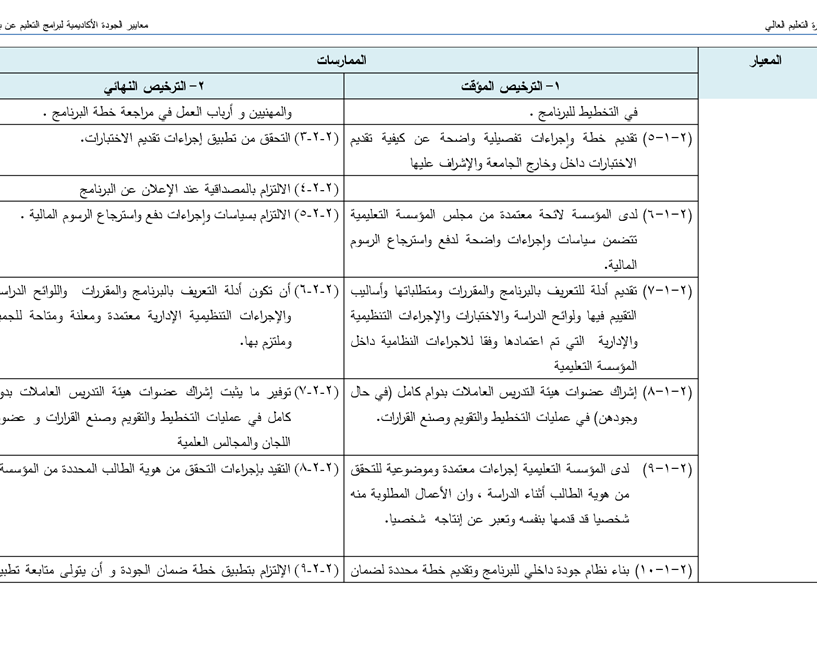 رة التعليم العالي
معايير الجودة الأكاديمية لبرامج التعليم عن
المعيار
الممارسات
١- الترخيص المؤقت
٢- الترخيص النهائي
في التخطيط للبرنامج .
والمهنيين و أرباب العمل في مراجعة خطة البرنامج .
(٢-١-٥) تقديم خطة وإجراءات تفصيلية واضحة عن كيفية تقديم
الاختبارات داخل وخارج الجامعة والإشراف عليها
(٢-٢-٣) التحقق من تطبيق إجراءات تقديم الاختبارات.
(٢-٢-٤) الالتزام بالمصداقية عند الإعلان عن البرنامج
(٢-١-٦) لدى المؤسسة لائحة معتمدة من مجلس المؤسسة التعليمية
تتضمن سياسات وإجراءات واضحة لدفع واسترجاع الرسوم
المالية.
(٢-٢-٥) الالتزام بسياسات وإجراءات دفع واسترجاع الرسوم المالية .
(٢-١-٧) تقديم أدلة للتعريف بالبرنامج والمقررات ومتطلباتها وأساليب
التقييم فيها ولوائح الدراسة والاختبارات والإجراءات التنظيمية
والإدارية التي تم اعتمادها وفقا للاجراءات النظامية داخل
المؤسسة التعليمية
(٢-٢-٦) أن تكون أدلة التعريف بالبرنامج والمقررات واللوائح
والإجراءات التنظيمية الإدارية معتمدة ومعلنة ومتاحة
وملتزم بها.
(٢-١-٨) إشراك عضوات هيئة التدريس العاملات بدوام كامل (في حال
وجودهن) في عمليات التخطيط والتقويم وصنع القرارات.
(٢-٢-٧) توفير ما يثبت إشراك عضوات هيئة التدريس العاملات
كامل في عمليات التخطيط والتقويم وصنع القرارات و
اللجان والمجالس العلمية
(٢-١-٩) لدى المؤسسة التعليمية إجراءات معتمدة وموضوعية للتحقق
من هوية الطالب أثناء الدراسة ، وان الأعمال المطلوبة منه
شخصيا قد قدمها بنفسه وتعبر عن إنتاجه شخصيا.
(٢-٢-٨) التقيد بإجراءات التحقق من هوية الطالب المحددة من المؤسسة
(٢-١-١٠) بناء نظام جودة داخلي للبرنامج وتقديم خطة محددة لضمان
(٢-٢-٩) الإلتزام بتطبيق خطة ضمان الجودة و أن يتولى متابعة